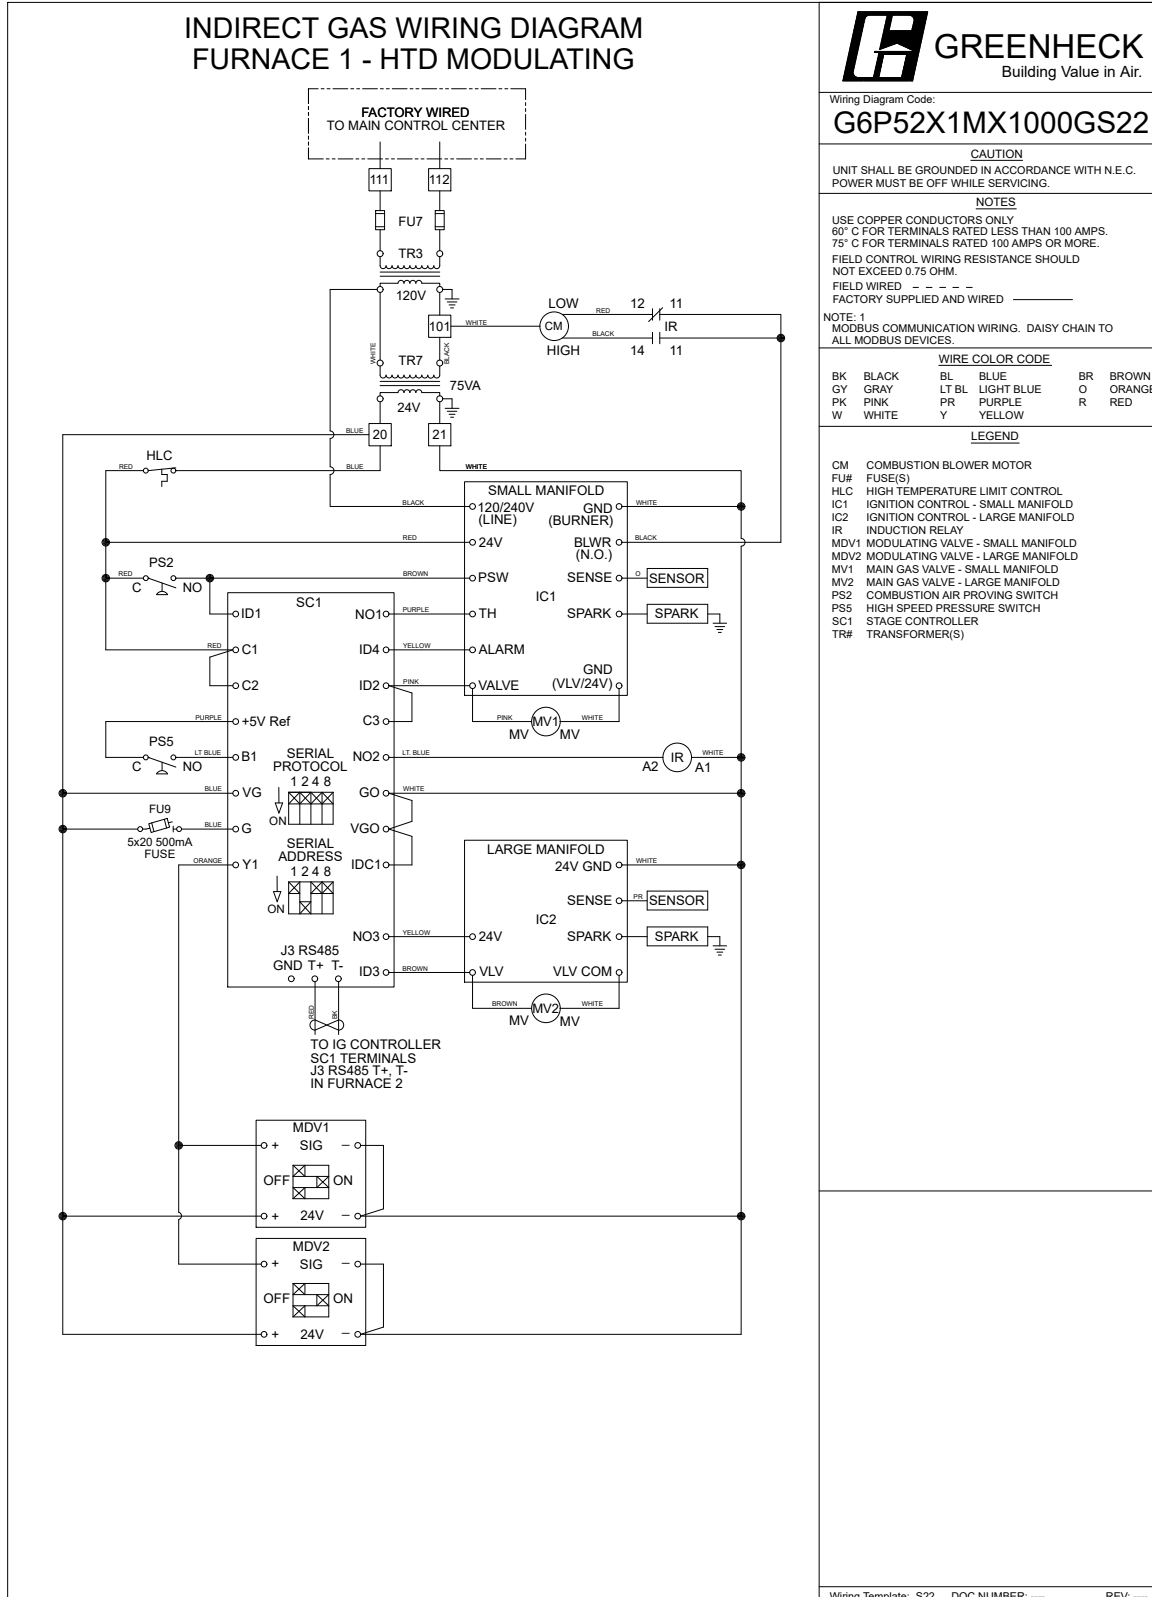 INDIRECT GAS WIRING DIAGRAM
FURNACE 1 - HTD MODULATING
FACTORY WIRED
TO MAIN CONTROL CENTER
111 112
FU7
TR3
120V
101
WHITE
CM
LOW
HIGH
RED
BLACK
12 11
IR
14 11
WHITE
BLACK
TR7
75VA
24V
BLUE
20 21
HLC
RED
BLUE
WHITE
SMALL MANIFOLD
BLACK
120/240V
(LINE)
GND
(BURNER)
WHITE
RED
24V
BLWR
(N.O.)
BLACK
PS2
RED
C NO
BROWN
PSW
SENSE
O
SENSOR
IC1
SC1
ID1
NO1
PURPLE
TH
SPARK
SPARK
RED
C1
ID4
YELLOW
ALARM
C2
ID2
PINK
VALVE
GND
(VLV/24V)
PURPLE
+5V Ref
C3
PINK
MV1
WHITE
MV MV
PS5
C NO
LT BLUE
B1
SERIAL
PROTOCOL
1 2 4 8
ON
NO2
LT. BLUE
A2
IR
A1
WHITE
BLUE
VG
GO
WHITE
FU9
5x20 500mA
FUSE
BLUE
G
VGO
SERIAL
ADDRESS
1 2 4 8
ON
ORANGE
Y1
IDC1
LARGE MANIFOLD
24V GND
WHITE
SENSE
PR
SENSOR
IC2
NO3
YELLOW
24V
SPARK
SPARK
J3 RS485
GND T+ T-
ID3
BROWN
VLV
VLV COM
BROWN
MV2
WHITE
MV MV
RED
BK
TO IG CONTROLLER
SC1 TERMINALS
J3 RS485 T+, T-
IN FURNACE 2
MDV1
+ SIG −
OFF ON
+ 24V −
MDV2
+ SIG −
OFF ON
+ 24V −
GREENHECK
Building Value in Air.
Wiring Diagram Code:
G6P52X1MX1000GS22
CAUTION
UNIT SHALL BE GROUNDED IN ACCORDANCE WITH N.E.C.
POWER MUST BE OFF WHILE SERVICING.
NOTES
USE COPPER CONDUCTORS ONLY
60° C FOR TERMINALS RATED LESS THAN 100 AMPS.
75° C FOR TERMINALS RATED 100 AMPS OR MORE.
FIELD CONTROL WIRING RESISTANCE SHOULD
NOT EXCEED 0.75 OHM.
FIELD WIRED
FACTORY SUPPLIED AND WIRED
NOTE: 1
MODBUS COMMUNICATION WIRING. DAISY CHAIN TO
ALL MODBUS DEVICES.
WIRE COLOR CODE
BK BLACK BL BLUE BR BROWN
GY GRAY LT BL LIGHT BLUE O ORANGE
PK PINK PR PURPLE R RED
W WHITE Y YELLOW
LEGEND
CM COMBUSTION BLOWER MOTOR
FU# FUSE(S)
HLC HIGH TEMPERATURE LIMIT CONTROL
IC1 IGNITION CONTROL - SMALL MANIFOLD
IC2 IGNITION CONTROL - LARGE MANIFOLD
IR INDUCTION RELAY
MDV1 MODULATING VALVE - SMALL MANIFOLD
MDV2 MODULATING VALVE - LARGE MANIFOLD
MV1 MAIN GAS VALVE - SMALL MANIFOLD
MV2 MAIN GAS VALVE - LARGE MANIFOLD
PS2 COMBUSTION AIR PROVING SWITCH
PS5 HIGH SPEED PRESSURE SWITCH
SC1 STAGE CONTROLLER
TR# TRANSFORMER(S)
Wiring Template: S22 DOC NUMBER: ---- REV: ----